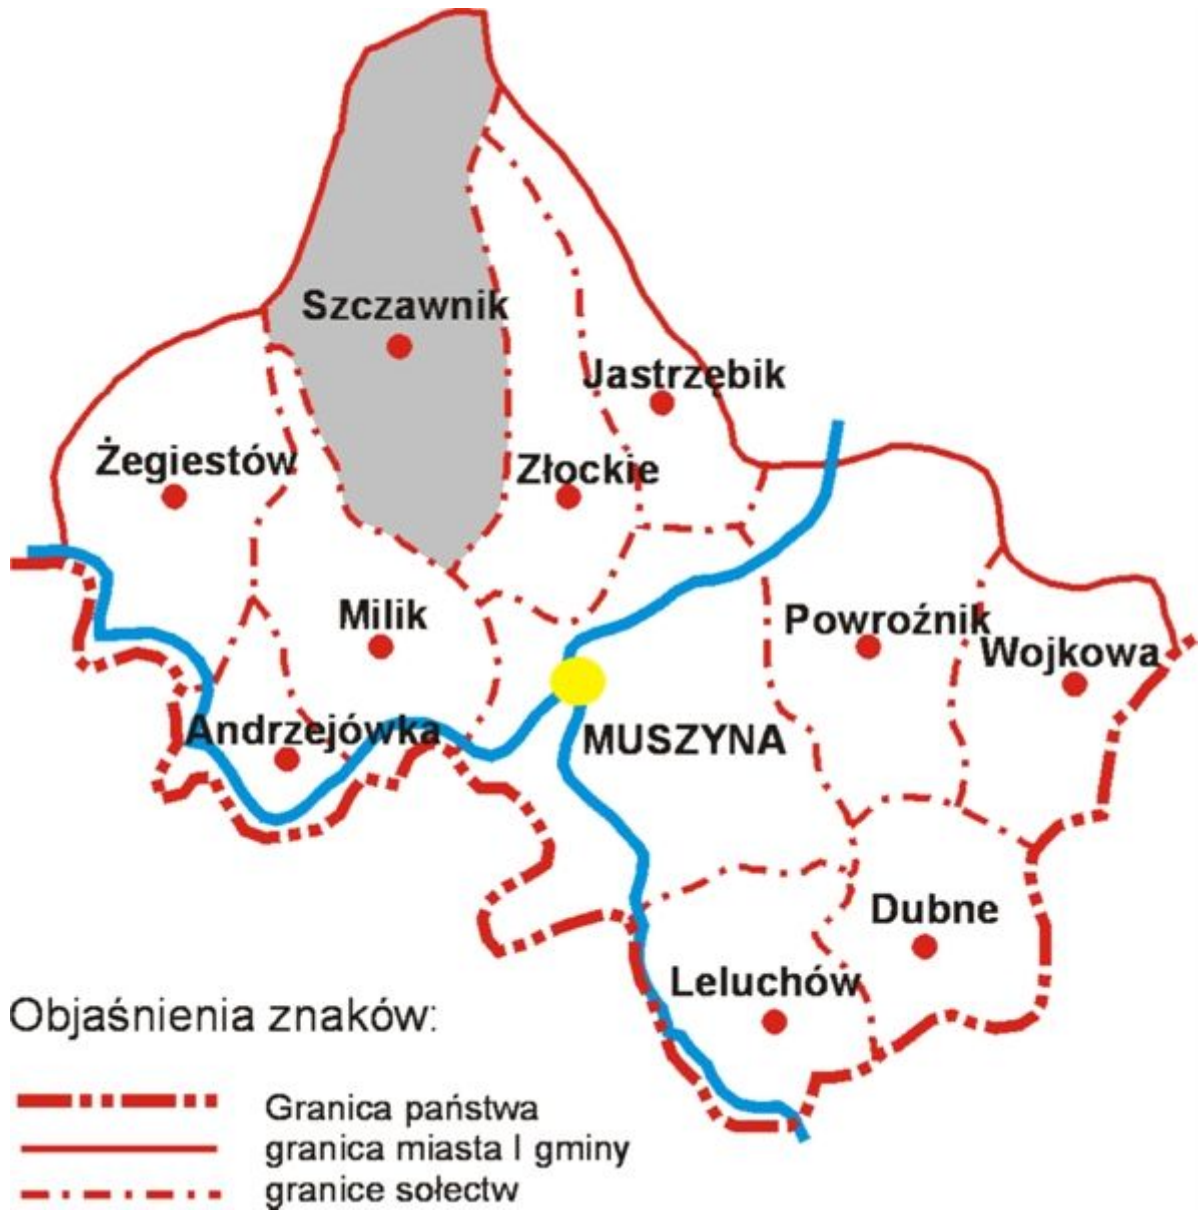 Szczawnik
Jastrzębik
Żegiestów
Złockie
Milik
Powroźnik
Wojkowa
Andrzejówka
MUSZYNA
Dubne
Leluchów
Objaśnienia znaków:
Granica państwa
granica miasta I gminy
granice sołectw